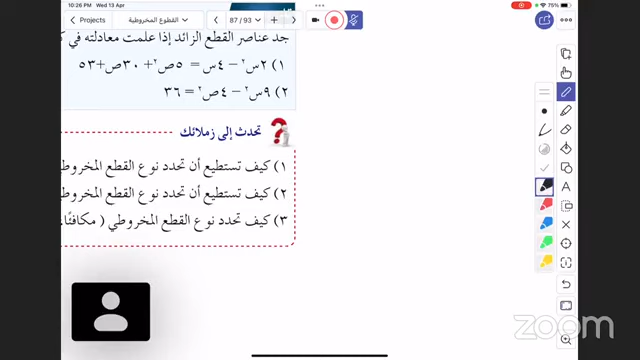 10:26 PM Wed 13 Apr
75%
Projects
القطوع المخروطية
87/93
جد عناصر القطع الزائد إذا علمت معادلته في
١) ٢س٢ − ٤س = ٥ص٢ + ٣٠ص + ٥٣
٢) ٩س٢ − ٤ص٢ = ٣٦
تحدث إلى زملائك
١) كيف تستطيع أن تحدد نوع القطع
٢) كيف تستطيع أن تحدد نوع القطع
٣) كيف تحدد نوع القطع المخروطي (مكافئًا،
A
zoom